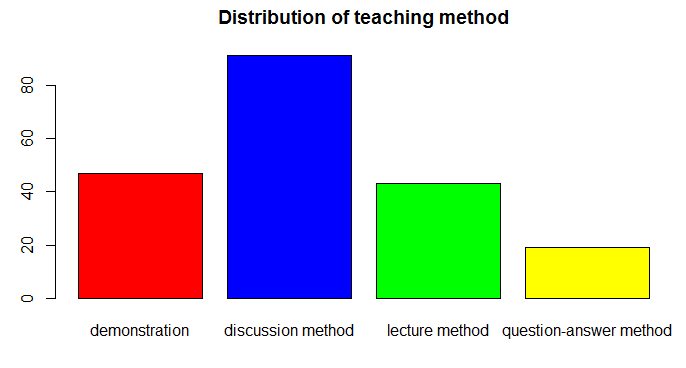 Distribution of teaching method
80
60
40
20
0
demonstration discussion method lecture method question-answer method